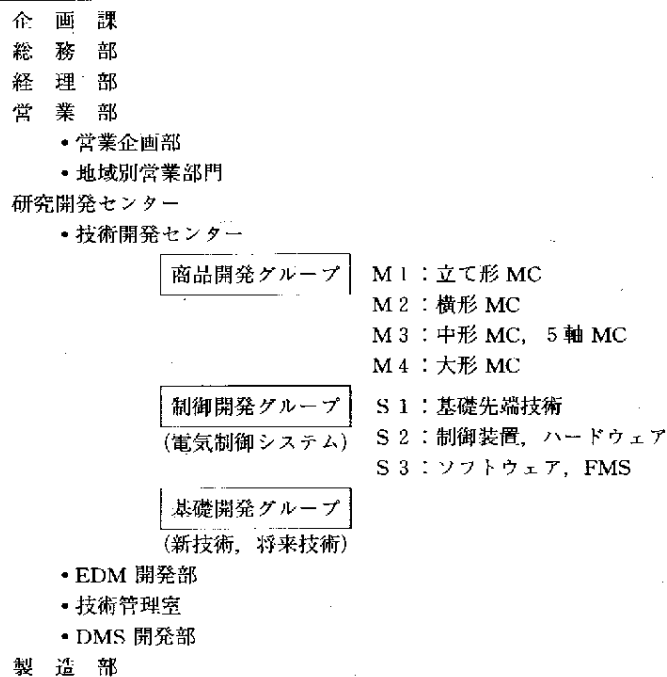 企画課
総務部
経理部
営業部
・営業企画部
・地域別営業部門
研究開発センター
・技術開発センター
商品開発グループ M1：立て形 MC
M2：横形 MC
M3：中形 MC, 5軸 MC
M4：大形 MC
制御開発グループ S1：基礎先端技術
(電気制御システム) S2：制御装置, ハードウェア
S3：ソフトウェア, FMS
基礎開発グループ
(新技術, 将来技術)
・EDM 開発部
・技術管理室
・DMS 開発部
製造部